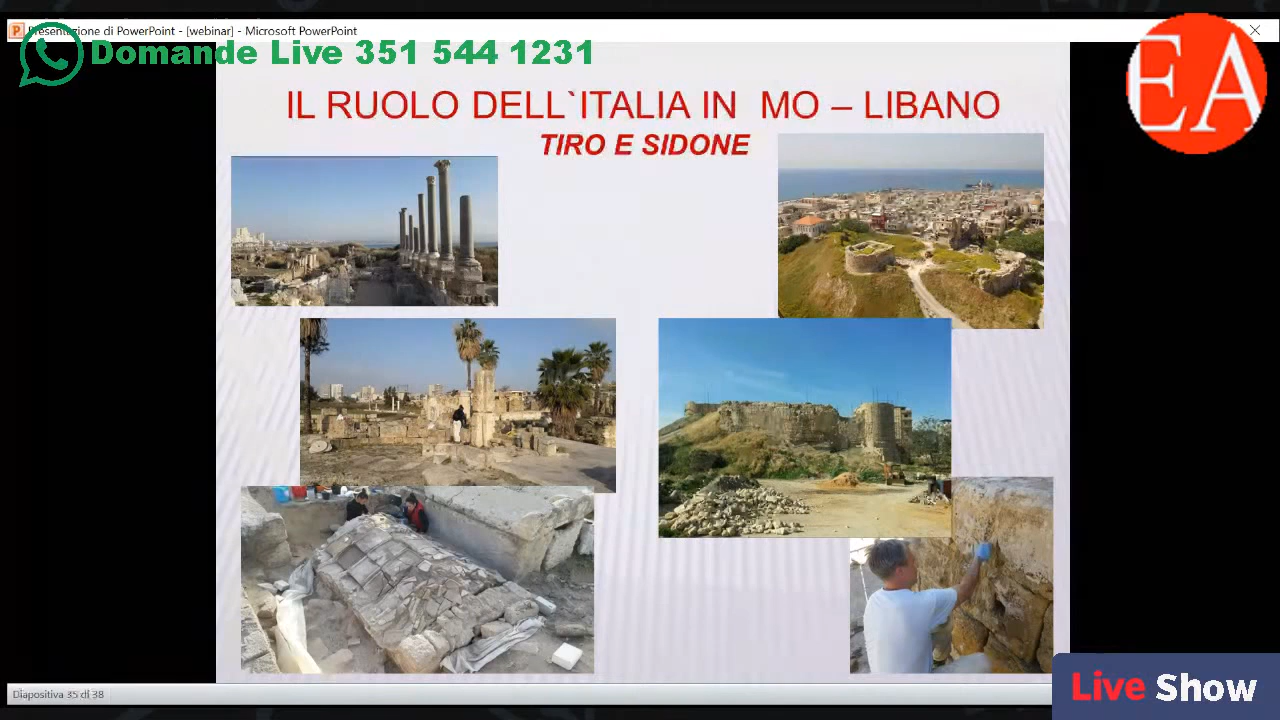 Presentazione di PowerPoint - [webinar] - Microsoft PowerPoint
Domande Live 351 544 1231
EA
IL RUOLO DELL`ITALIA IN MO – LIBANO
TIRO E SIDONE
Diapositiva 35 di 38
Live Show